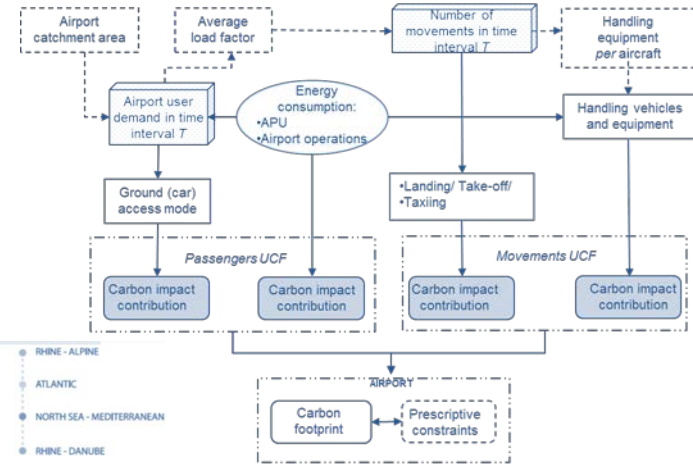 Airport
catchment area
Average
load factor
Number of
movements in time
interval T
Handling
equipment
per aircraft
Airport user
demand in time
interval T
Energy
consumption:
•APU
•Airport operations
Handling vehicles
and equipment
Ground (car)
access mode
•Landing/ Take-off/
•Taxiing
Passengers UCF
Movements UCF
Carbon impact
contribution
Carbon impact
contribution
Carbon impact
contribution
Carbon impact
contribution
RHINE - ALPINE
ATLANTIC
NORTH SEA - MEDITERRANEAN
RHINE - DANUBE
AIRPORT
Carbon
footprint
Prescriptive
constraints